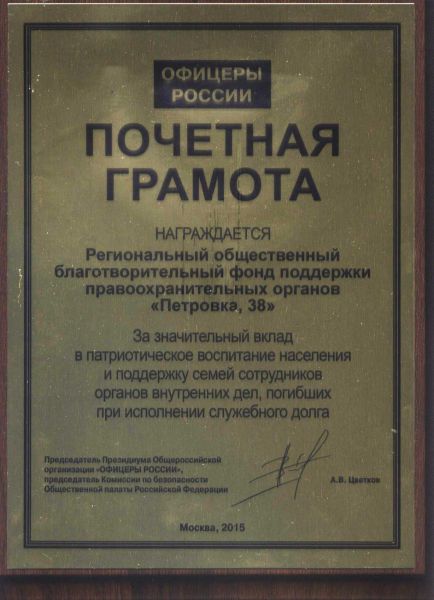 ОФИЦЕРЫ
РОССИИ
ПОЧЕТНАЯ
ГРАМОТА
НАГРАЖДАЕТСЯ
Региональный общественный
благотворительный фонд поддержки
правоохранительных органов
«Петровка, 38»
За значительный вклад
в патриотическое воспитание населения
и поддержку семей сотрудников
органов внутренних дел, погибших
при исполнении служебного долга
Председатель Президиума Общероссийской
организации «ОФИЦЕРЫ РОССИИ»,
председатель Комиссии по безопасности
Общественной палаты Российской Федерации
А.В. Цветков
Москва, 2015